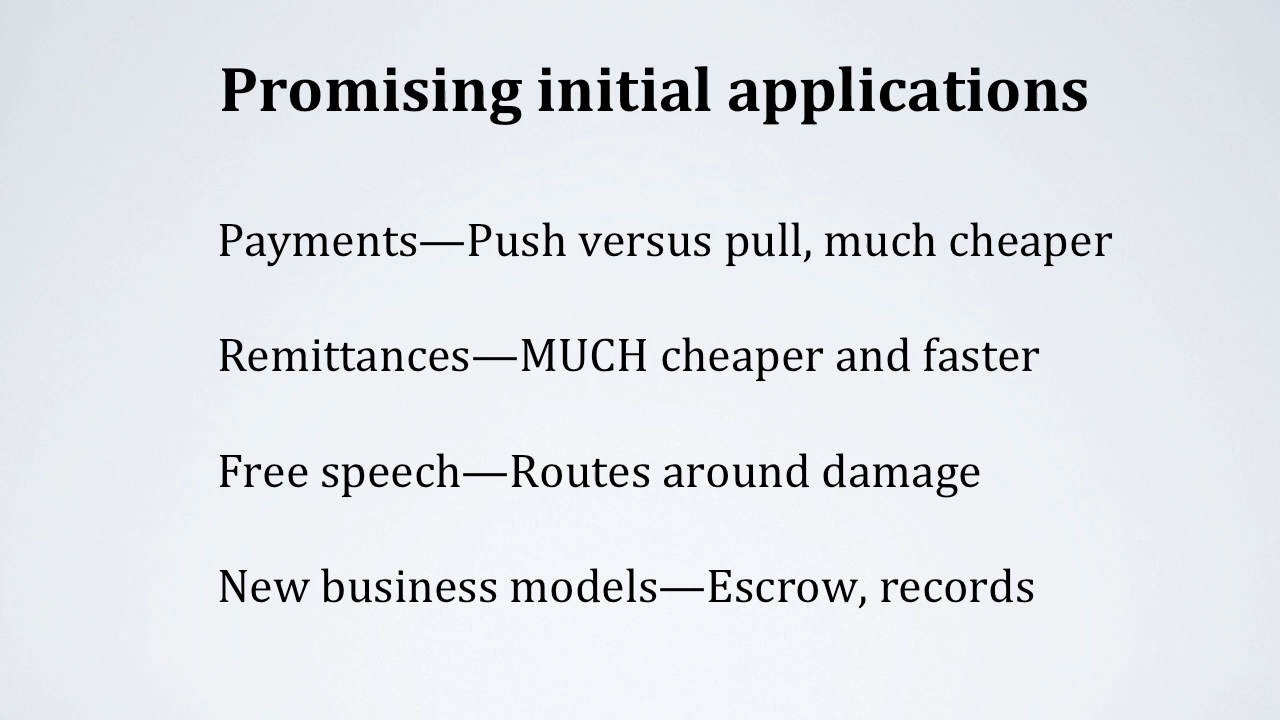 Promising initial applications
Payments—Push versus pull, much cheaper
Remittances—MUCH cheaper and faster
Free speech—Routes around damage
New business models—Escrow, records